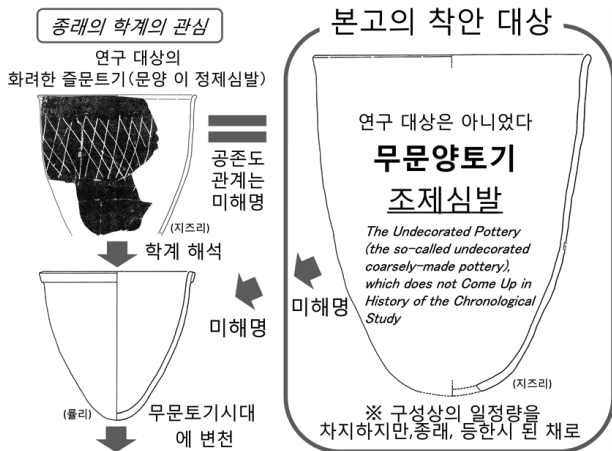 종래의 학계의 관심
연구 대상의
화려한 즐문트기(문양 이 정제심발)
공존도
관계는
미해명
(지즈리)
학계 해석
미해명
(률리)
무문토기시대
에 변천
본고의 착안 대상
연구 대상은 아니었다
무문양토기
조제심발
The Undecorated Pottery
(the so-called undecorated
coarsely-made pottery),
which does not Come Up in
History of the Chronological
Study
미해명
(지즈리)
※ 구성상의 일정량을
차지하지만,종래, 등한시 된 채로